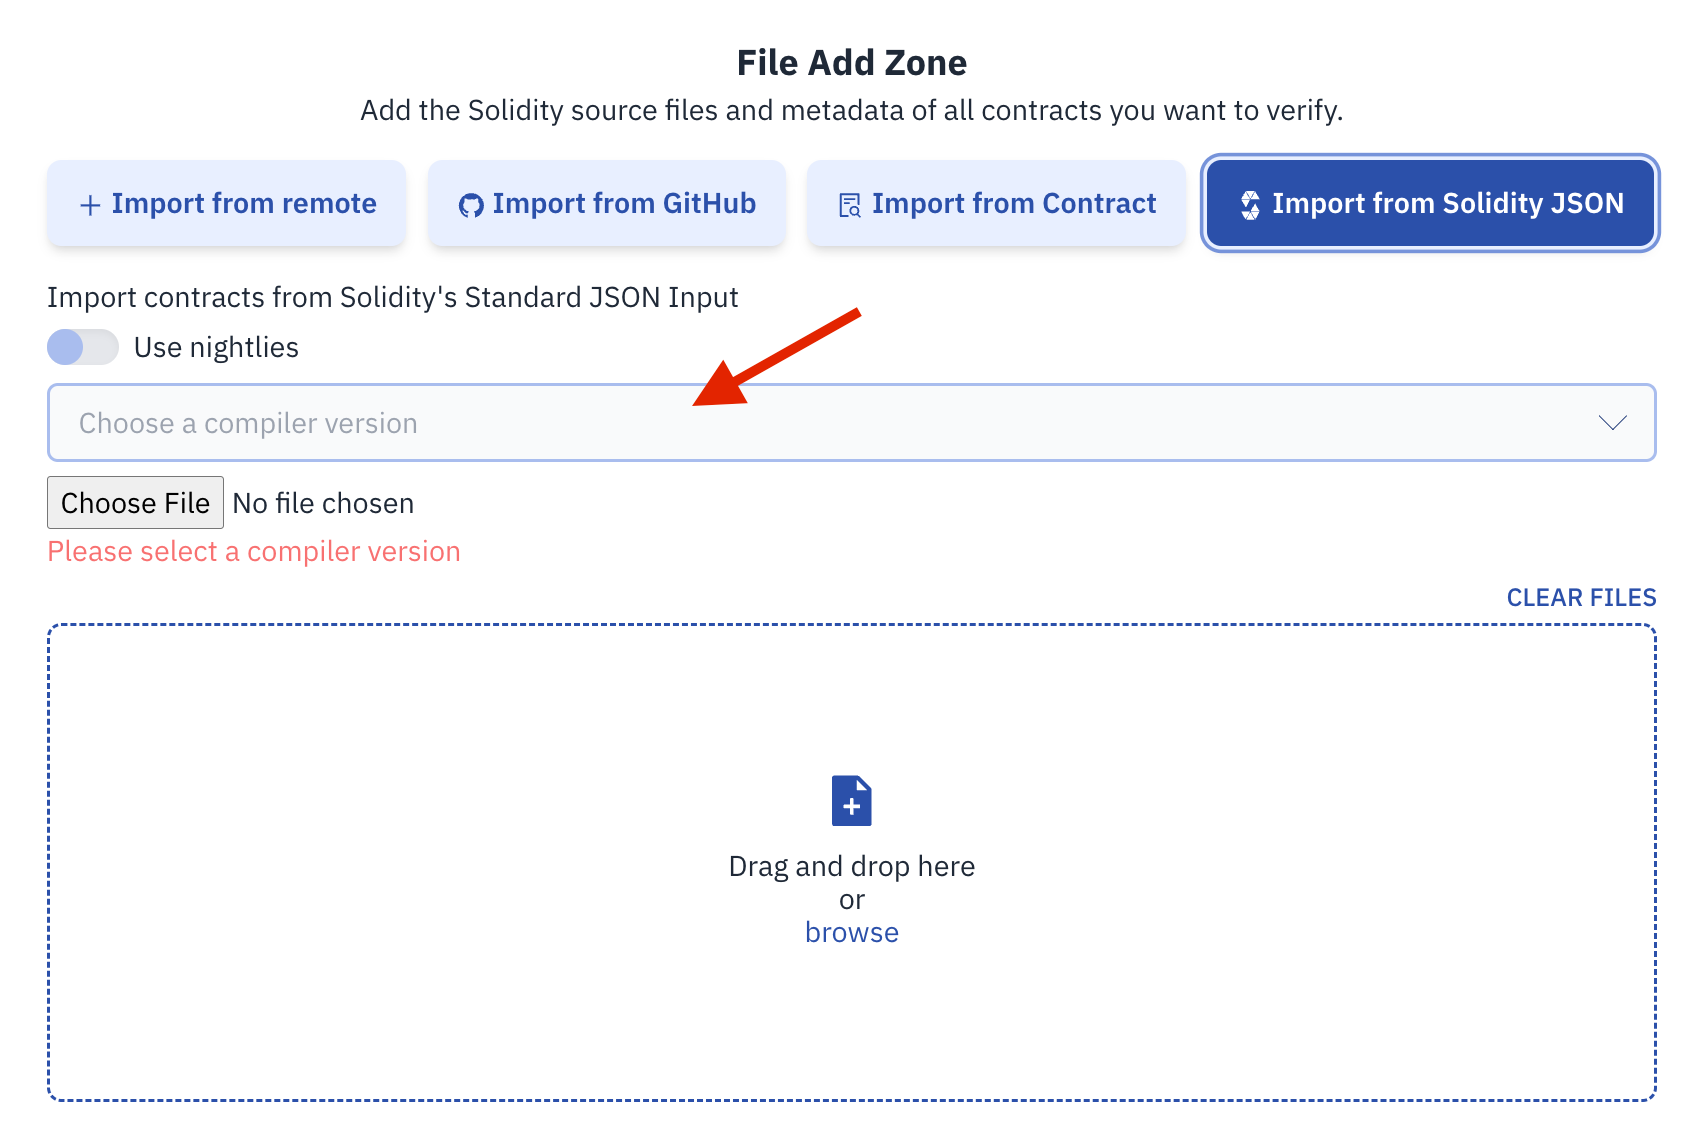 File Add Zone
Add the Solidity source files and metadata of all contracts you want to verify.
Import from remote
Import from GitHub
Import from Contract
Import from Solidity JSON
Import contracts from Solidity's Standard JSON Input
Use nightlies
Choose a compiler version
Choose File No file chosen
Please select a compiler version
CLEAR FILES
Drag and drop here
or
browse